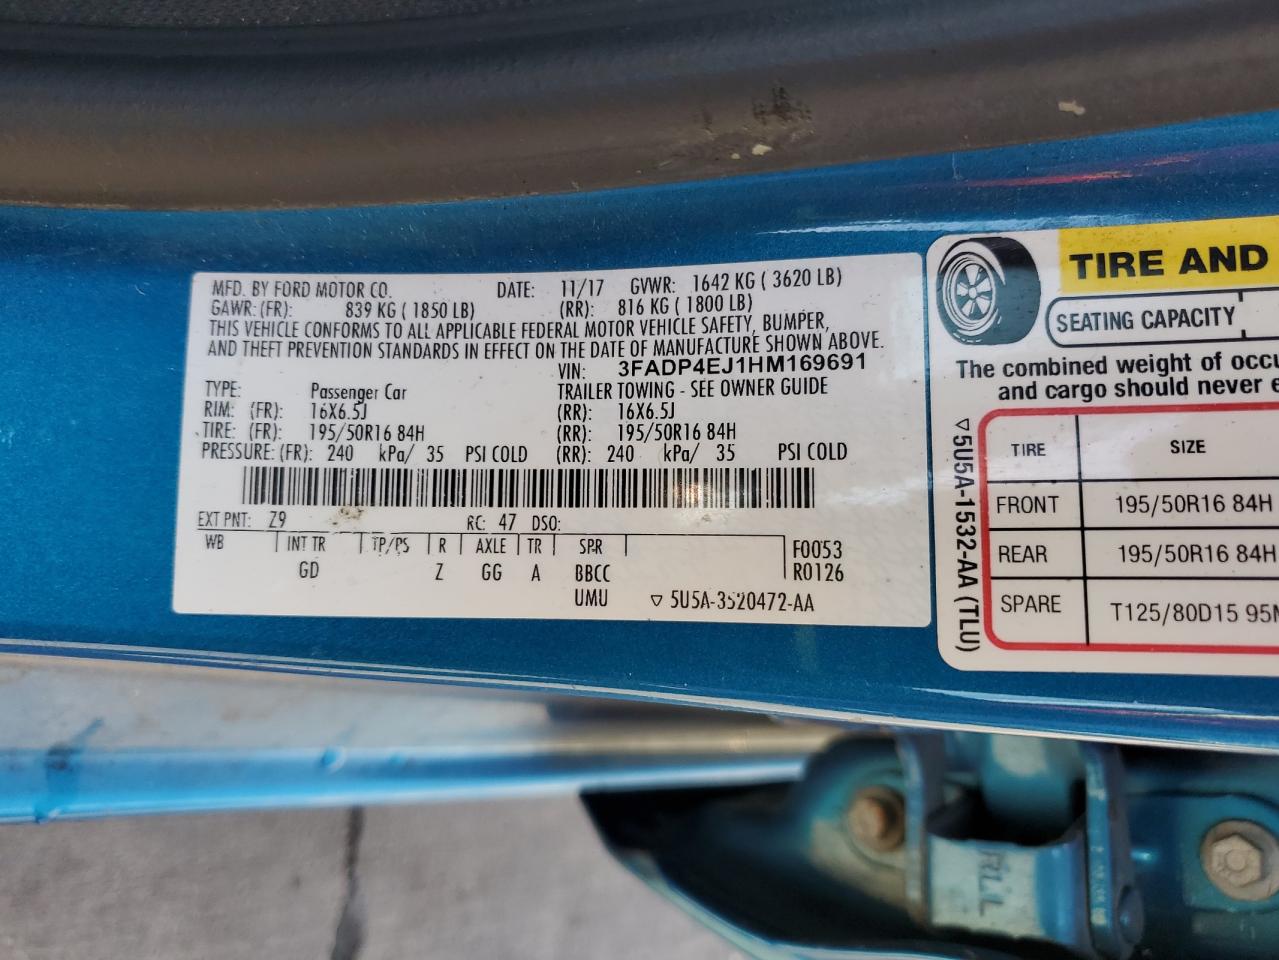 MFD. BY FORD MOTOR CO. DATE: 11/17 GVWR: 1642 KG ( 3620 LB)
GAWR: (FR): 839 KG ( 1850 LB) (RR): 816 KG ( 1800 LB)
THIS VEHICLE CONFORMS TO ALL APPLICABLE FEDERAL MOTOR VEHICLE SAFETY, BUMPER,
AND THEFT PREVENTION STANDARDS IN EFFECT ON THE DATE OF MANUFACTURE SHOWN ABOVE.
VIN: 3FADP4EJ1HM169691
TYPE: Passenger Car TRAILER TOWING - SEE OWNER GUIDE
RIM: (FR): 16X6.5J (RR): 16X6.5J
TIRE: (FR): 195/50R16 84H (RR): 195/50R16 84H
PRESSURE: (FR): 240 kPa/ 35 PSI COLD (RR): 240 kPa/ 35 PSI COLD
EXT PNT: Z9 RC: 47 DSO:
WB INT TR TP/PS R AXLE TR SPR F0053
GD Z GG A BBCC R0126
UMU ▽ 5U5A-3520472-AA
TIRE AND
SEATING CAPACITY
The combined weight of occu
and cargo should never e
TIRE SIZE
FRONT 195/50R16 84H
REAR 195/50R16 84H
SPARE T125/80D15 95M
▽5U5A-1532-AA (TLU)